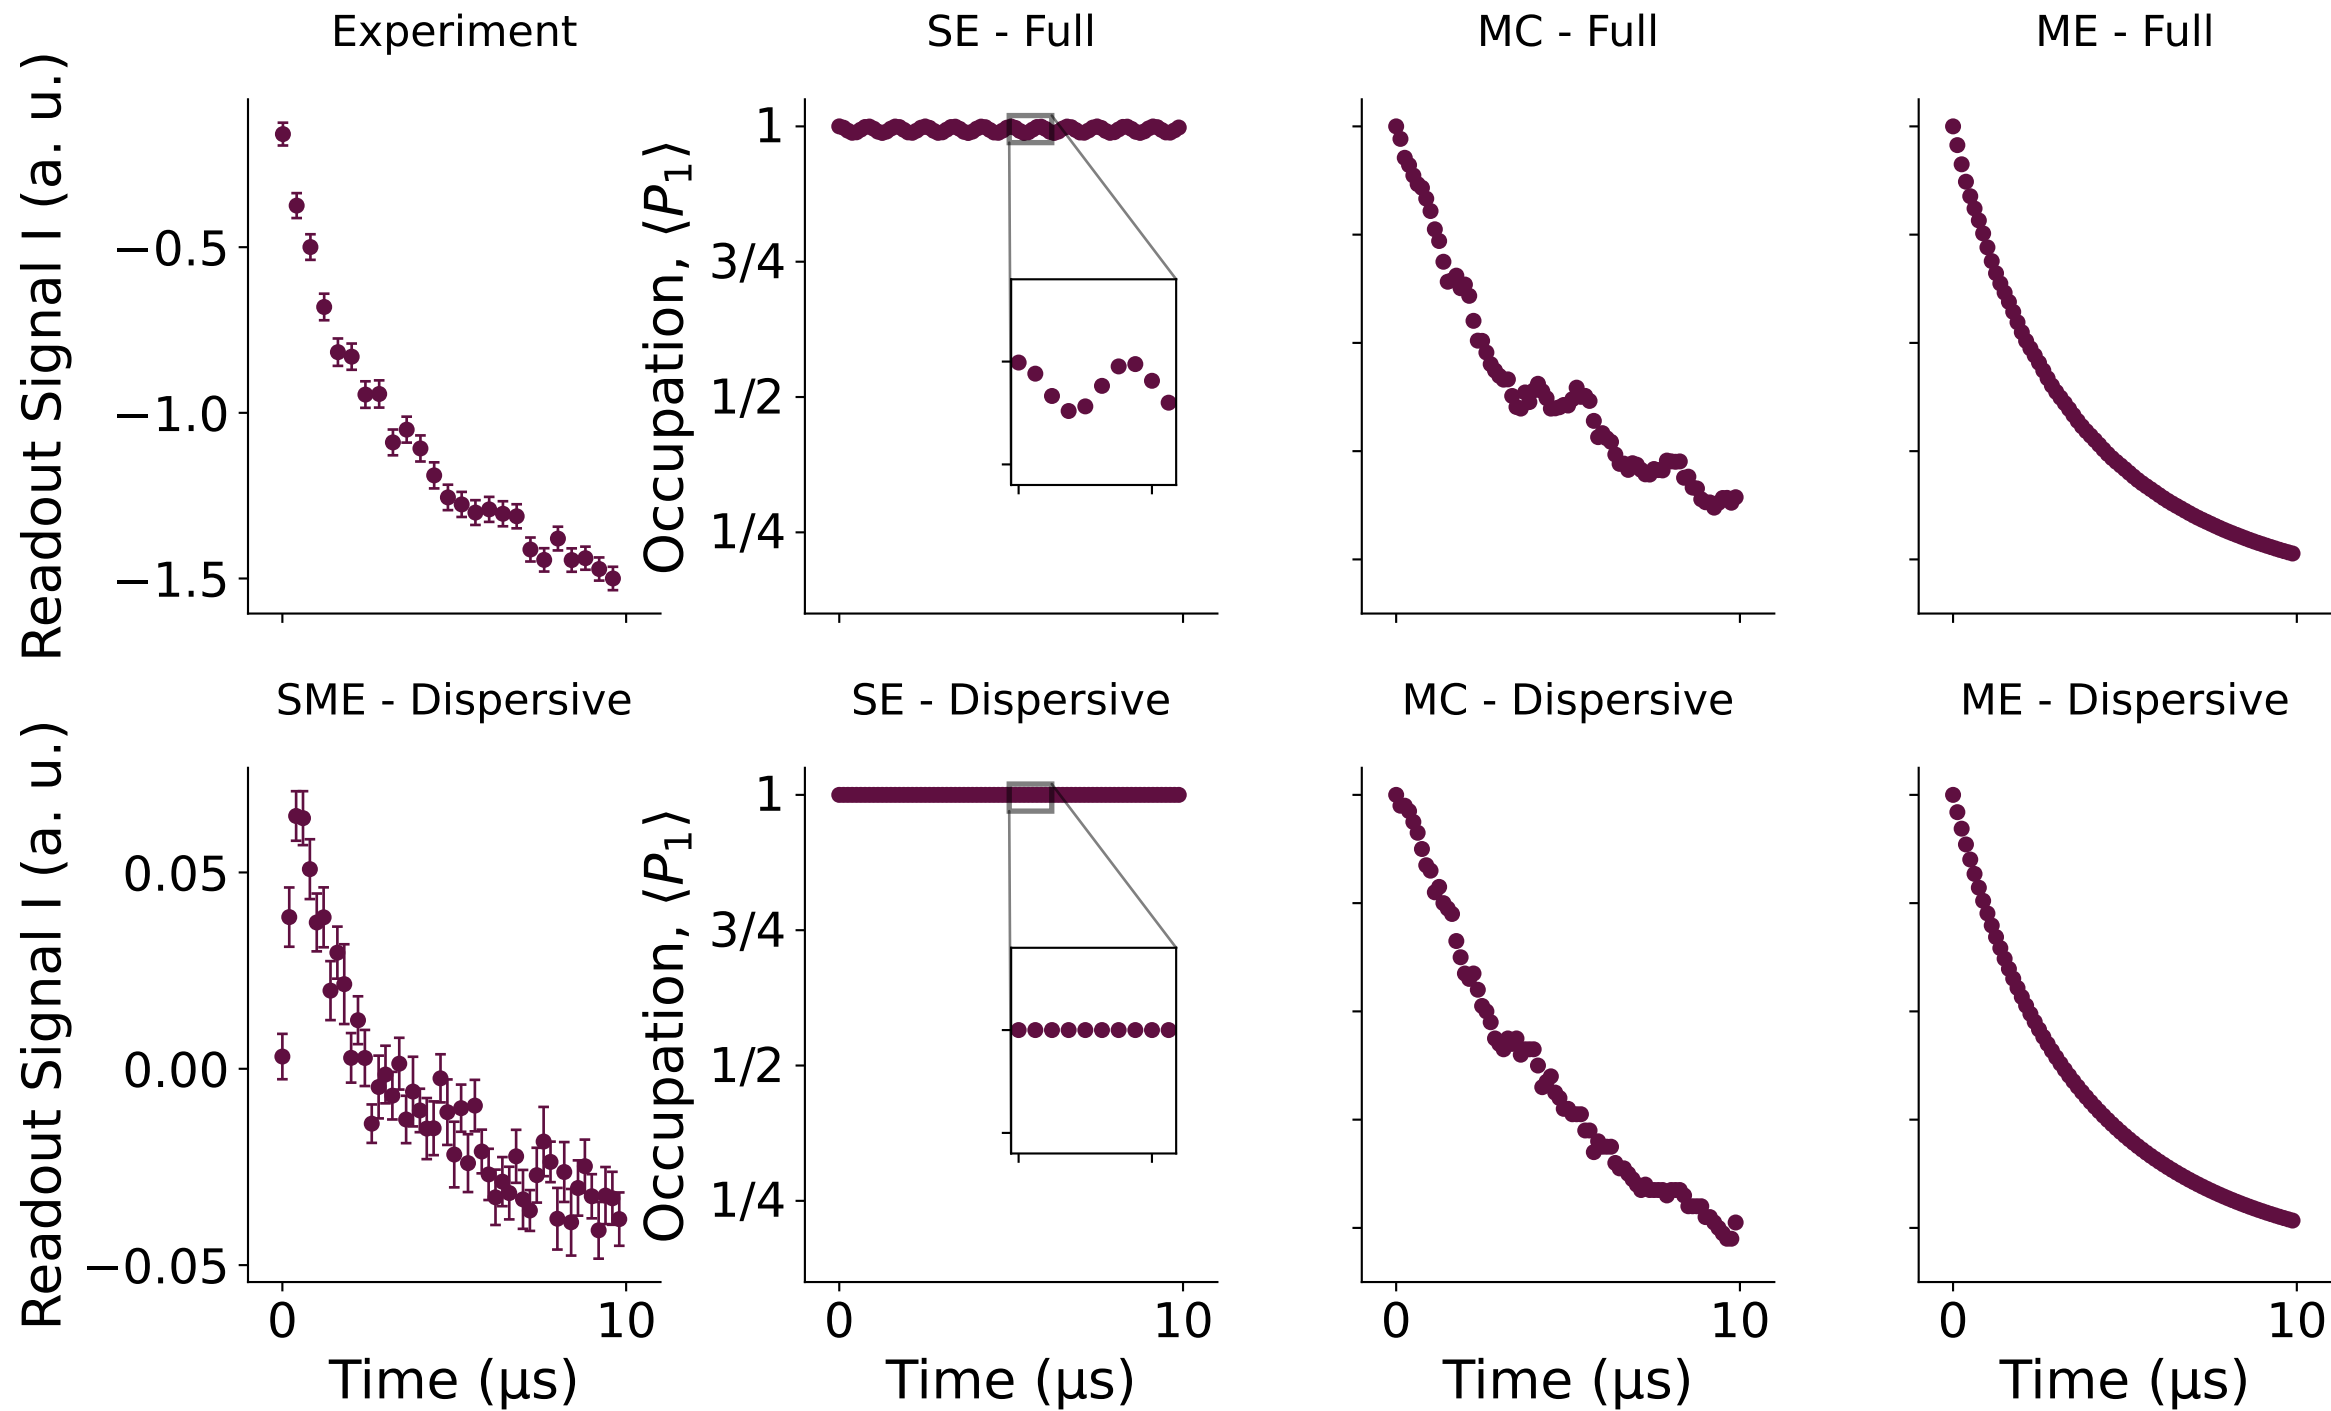 Experiment
SE - Full
MC - Full
ME - Full
Readout Signal I (a. u.)
−0.5
−1.0
−1.5
Occupation, ⟨P₁⟩
1
3/4
1/2
1/4
SME - Dispersive
SE - Dispersive
MC - Dispersive
ME - Dispersive
Readout Signal I (a. u.)
0.05
0.00
−0.05
Occupation, ⟨P₁⟩
1
3/4
1/2
1/4
0 10
0 10
0 10
0 10
Time (μs)
Time (μs)
Time (μs)
Time (μs)